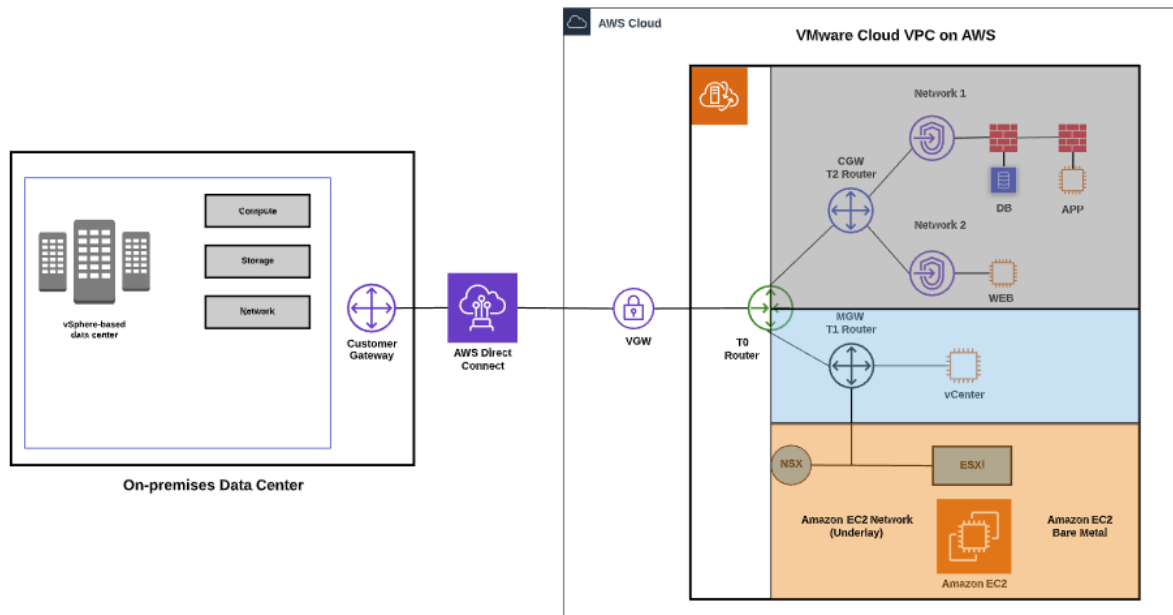 AWS Cloud
VMware Cloud VPC on AWS
Network 1
CGW
T2 Router
DB
APP
Network 2
WEB
Compute
Storage
Network
vSphere-based
data center
Customer
Gateway
AWS Direct
Connect
VGW
T0
Router
MGW
T1 Router
vCenter
NSX
ESXi
On-premises Data Center
Amazon EC2 Network
(Underlay)
Amazon EC2
Bare Metal
Amazon EC2